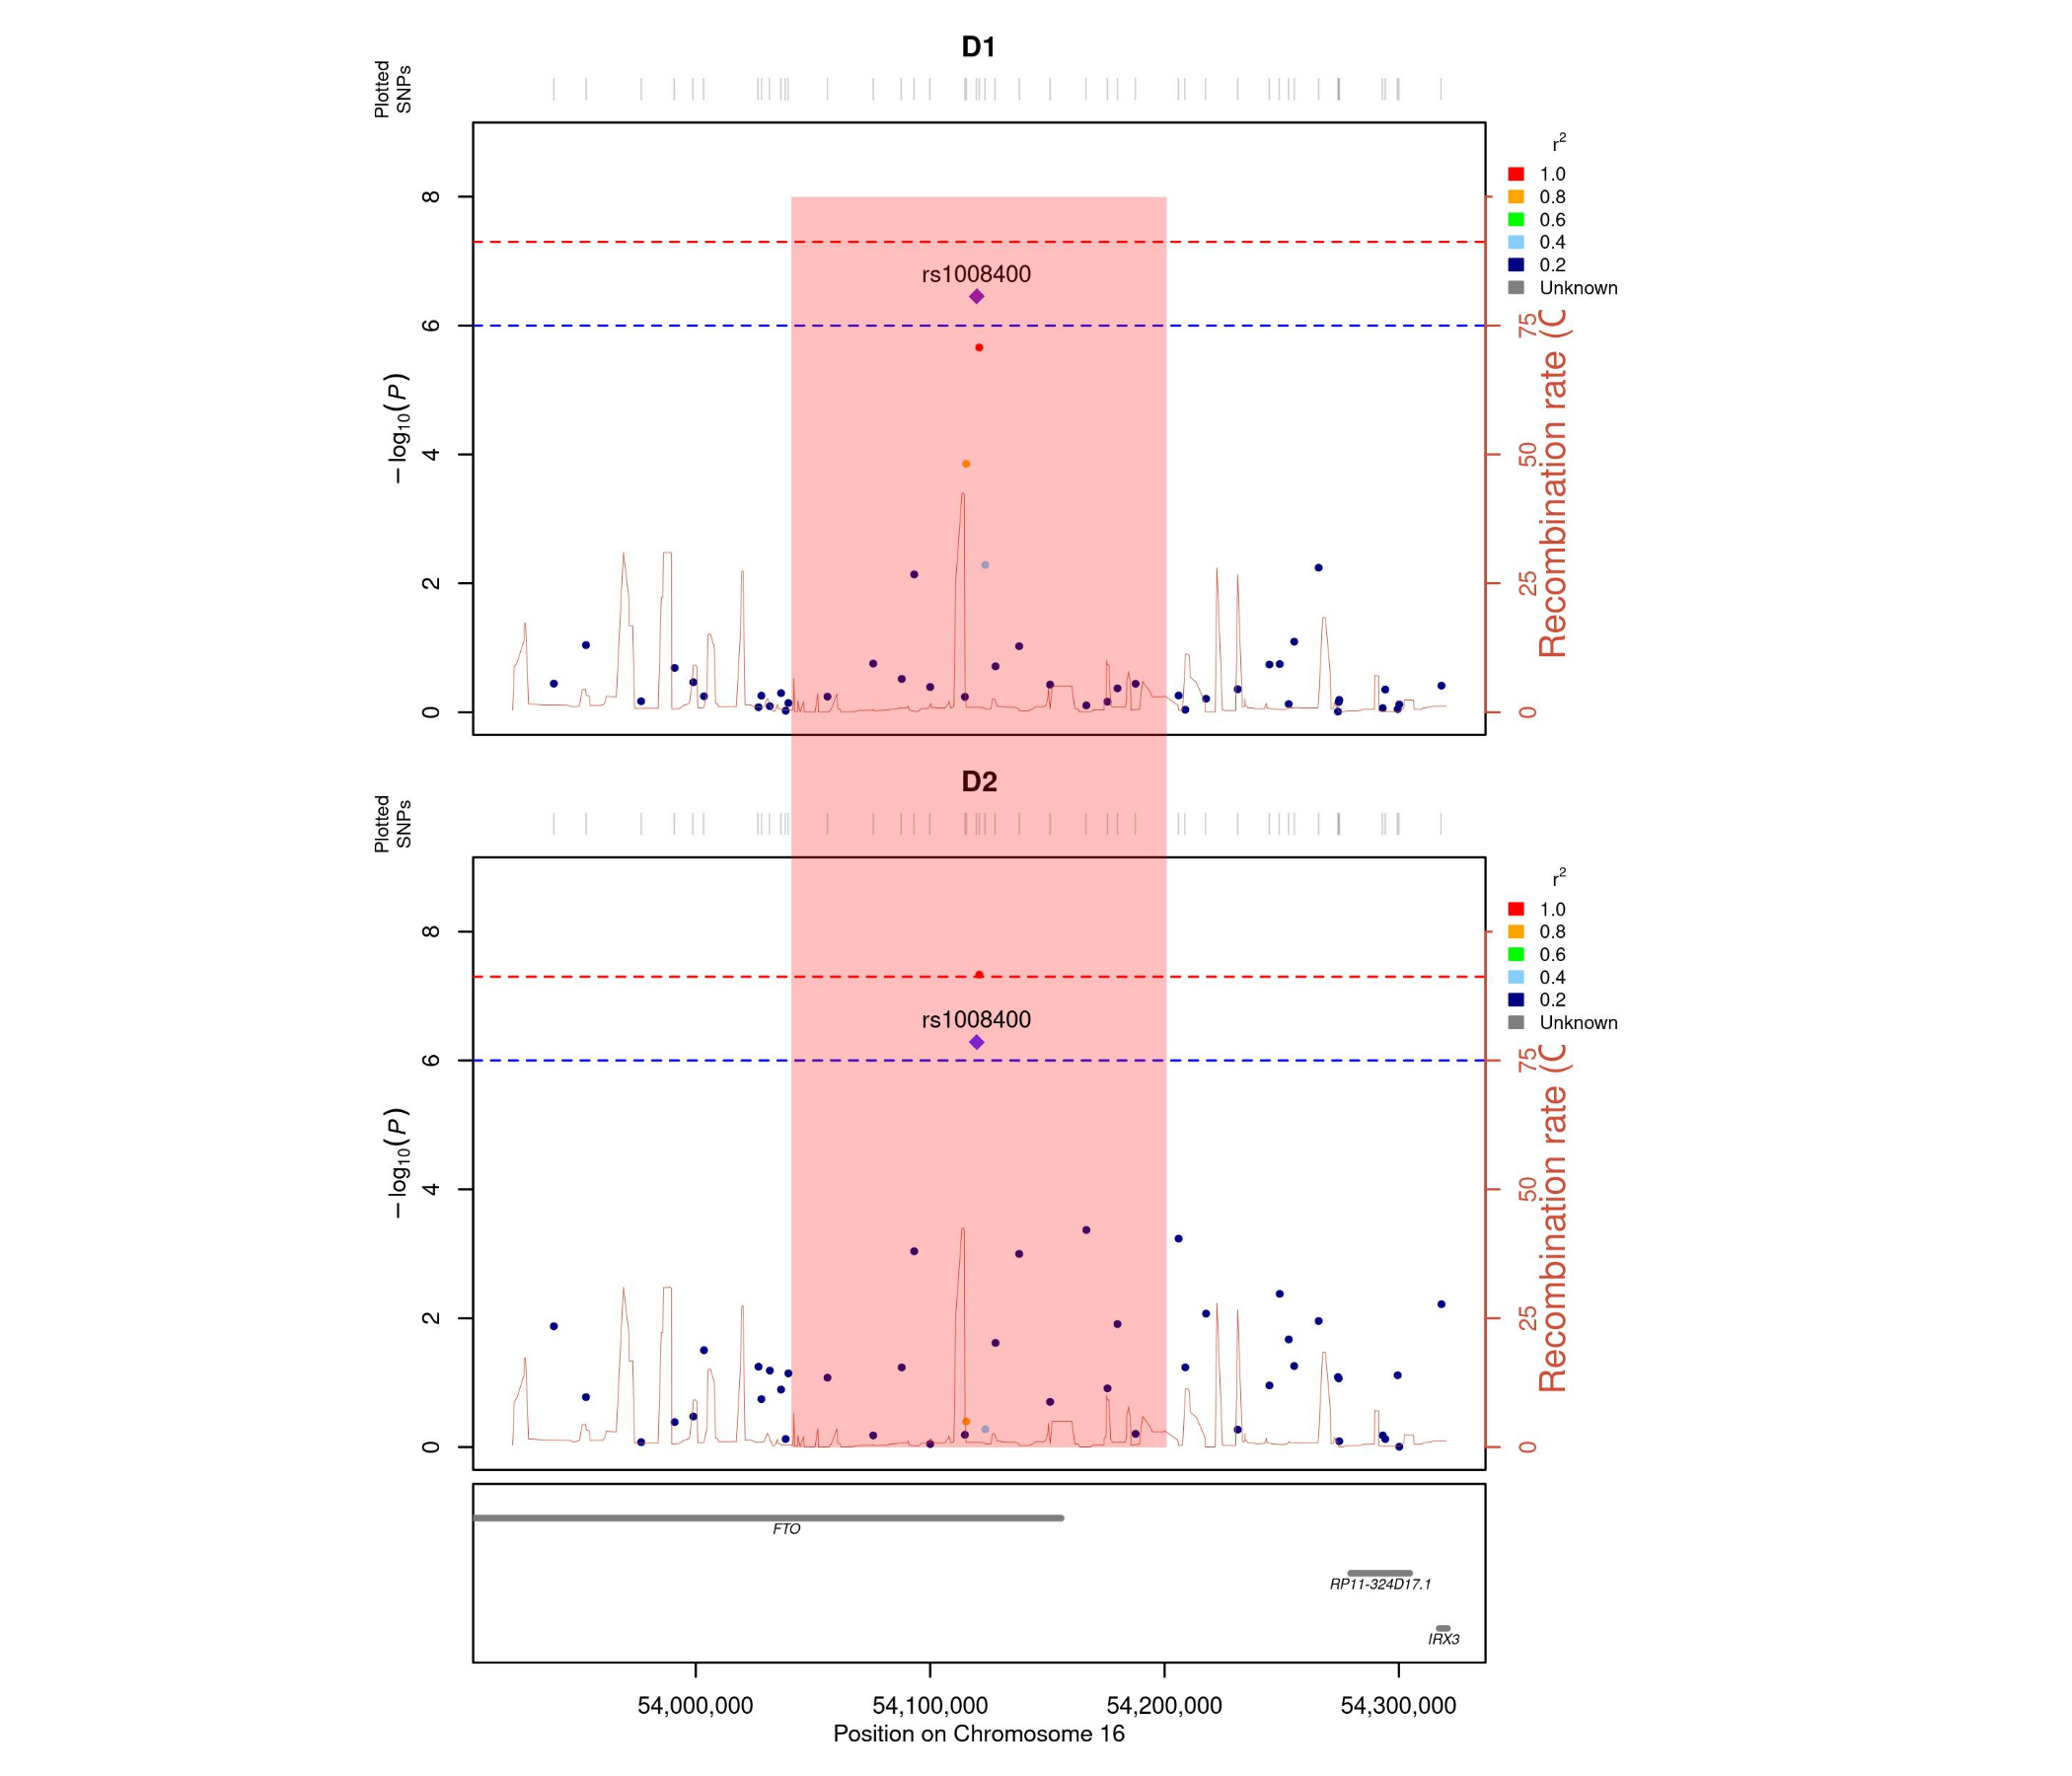 D1
Plotted
SNPs
r2
1.0
0.8
0.6
0.4
0.2
Unknown
8
6
4
2
0
−log10(P)
rs1008400
75
50
25
0
Recombination rate (C
D2
Plotted
SNPs
r2
1.0
0.8
0.6
0.4
0.2
Unknown
8
6
4
2
0
−log10(P)
rs1008400
75
50
25
0
Recombination rate (C
FTO
RP11-324D17.1
IRX3
54,000,000 54,100,000 54,200,000 54,300,000
Position on Chromosome 16